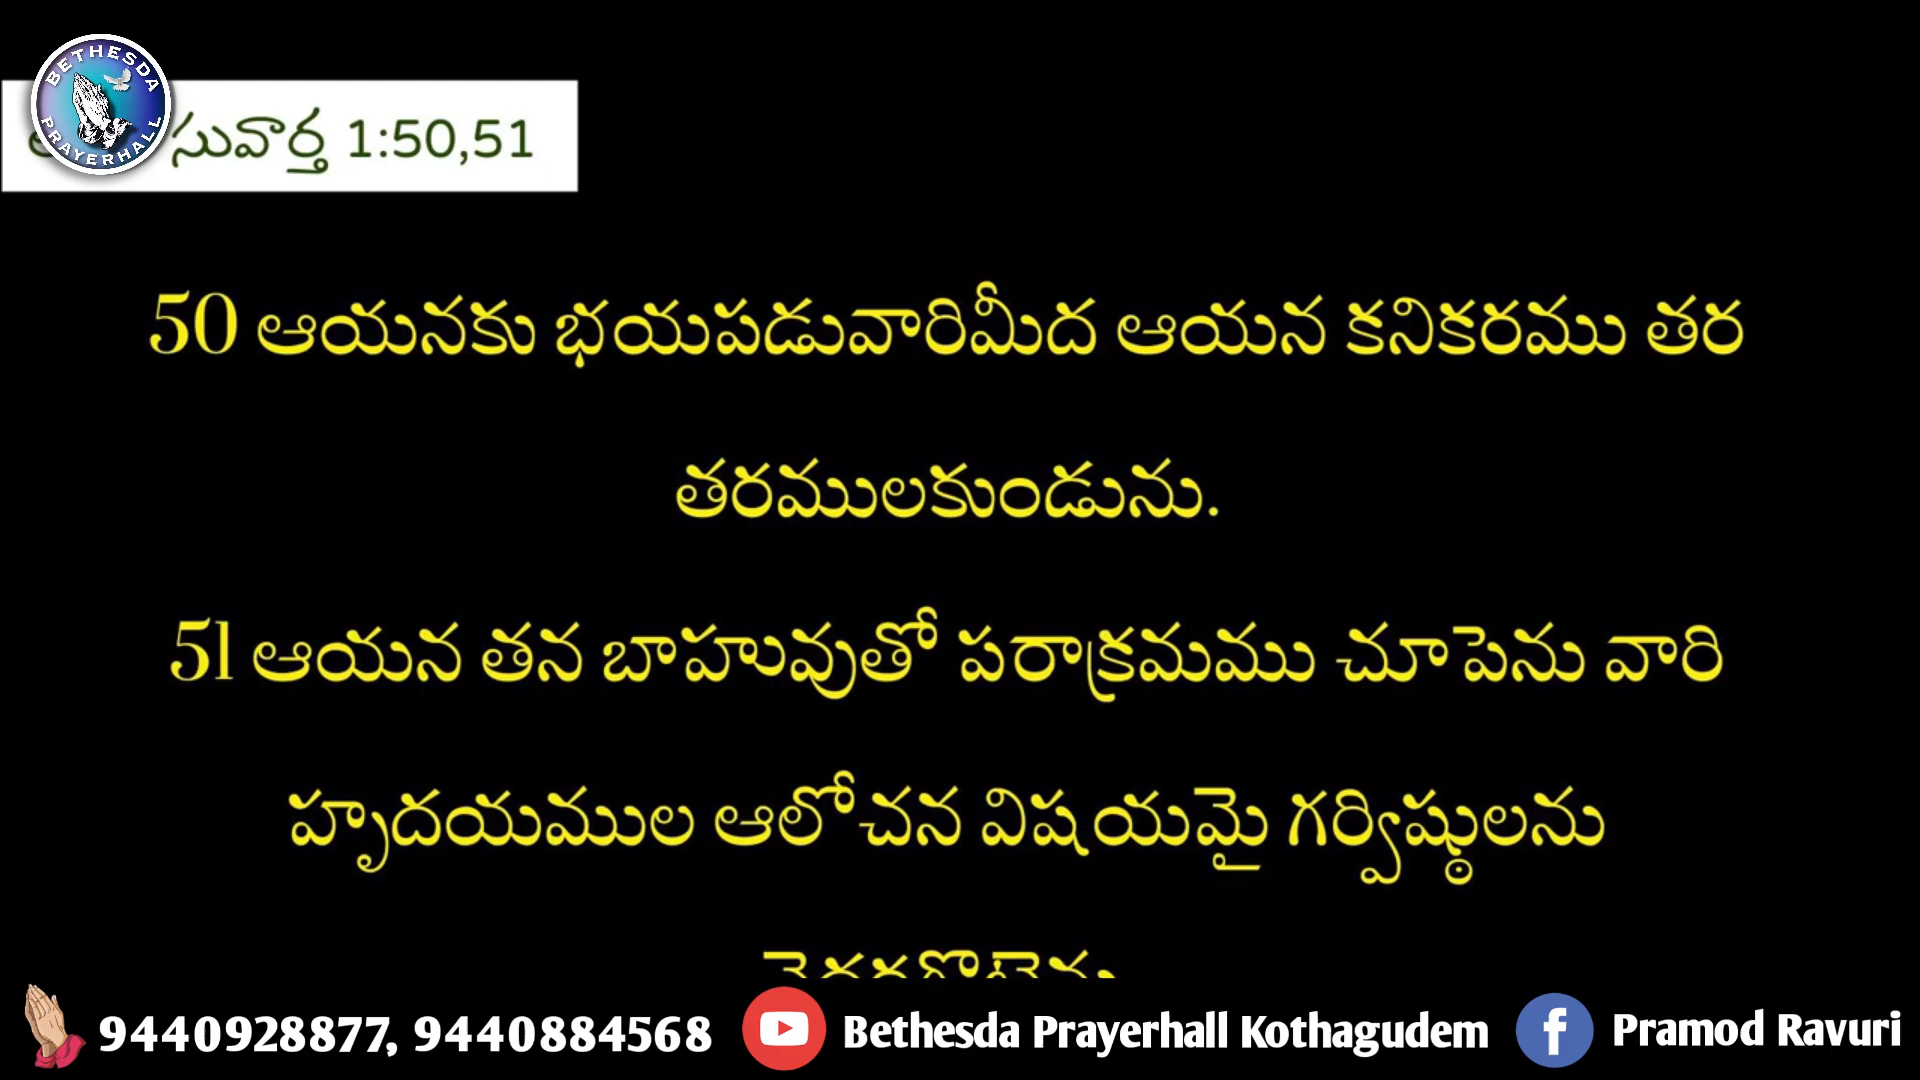 BETHESDA
PRAYERHALL
సువార్త 1:50,51
50 ఆయనకు భయపడువారిమీద ఆయన కనికరము తర
తరములకుండును.
51 ఆయన తన బాహువుతో పరాక్రమము చూపెను వారి
హృదయముల ఆలోచన విషయమై గర్విష్ఠులను
9440928877, 9440884568 Bethesda Prayerhall Kothagudem Pramod Ravuri